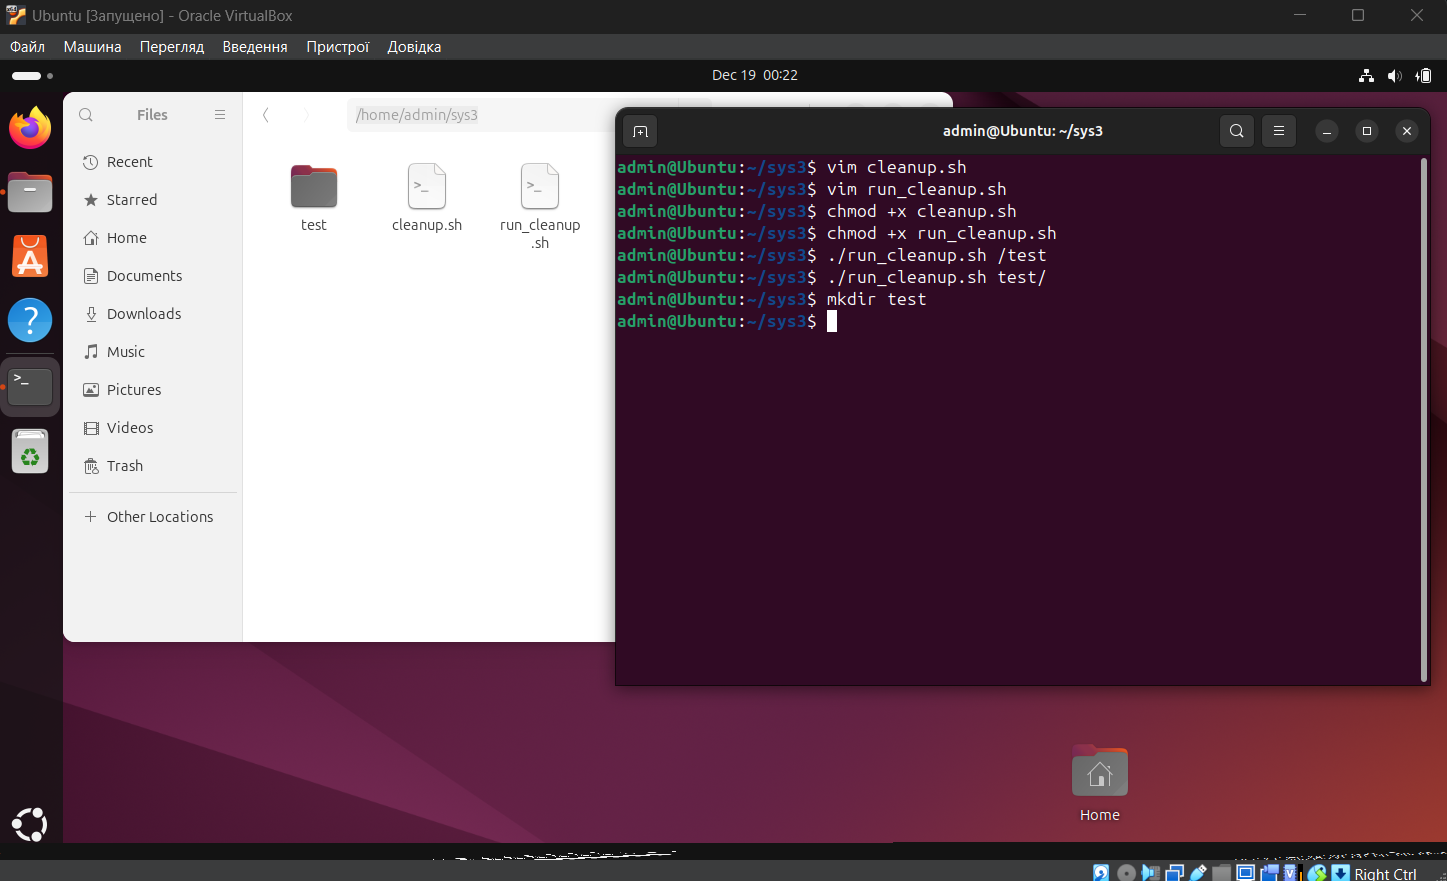 Ubuntu [Запущено] - Oracle VirtualBox
Файл Машина Перегляд Введення Пристрої Довідка
Dec 19 00:22
Files
/home/admin/sys3
Recent
Starred
Home
Documents
Downloads
Music
Pictures
Videos
Trash
Other Locations
test
cleanup.sh
run_cleanup
.sh
admin@Ubuntu: ~/sys3
admin@Ubuntu:~/sys3$ vim cleanup.sh
admin@Ubuntu:~/sys3$ vim run_cleanup.sh
admin@Ubuntu:~/sys3$ chmod +x cleanup.sh
admin@Ubuntu:~/sys3$ chmod +x run_cleanup.sh
admin@Ubuntu:~/sys3$ ./run_cleanup.sh /test
admin@Ubuntu:~/sys3$ ./run_cleanup.sh test/
admin@Ubuntu:~/sys3$ mkdir test
admin@Ubuntu:~/sys3$
Home
Right Ctrl